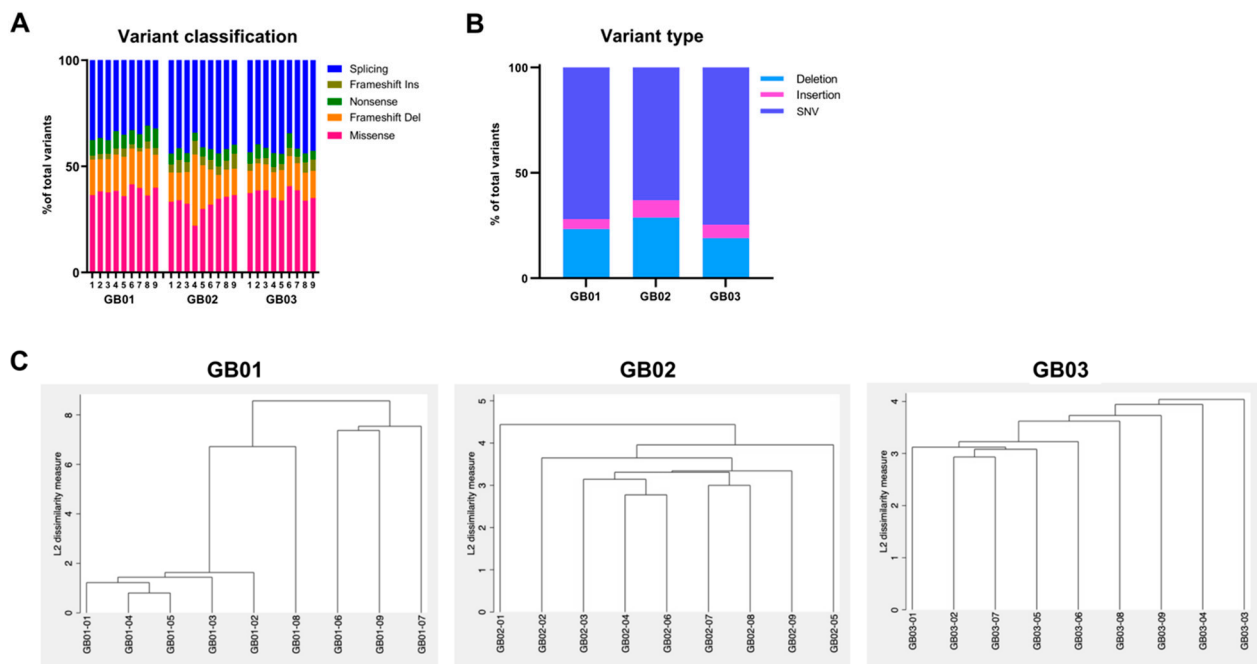 A
Variant classification
100
50
0
%of total variants
1 2 3 4 5 6 7 8 9
1 2 3 4 5 6 7 8 9
1 2 3 4 5 6 7 8 9
GB01
GB02
GB03
Splicing
Frameshift Ins
Nonsense
Frameshift Del
Missense
B
Variant type
100
50
0
% of total variants
GB01
GB02
GB03
Deletion
Insertion
SNV
C
GB01
L2 dissimilarity measure
8
6
4
2
0
GB01-01
GB01-04
GB01-05
GB01-03
GB01-02
GB01-08
GB01-06
GB01-09
GB01-07
GB02
L2 dissimilarity measure
5
4
3
2
1
0
GB02-01
GB02-02
GB02-03
GB02-04
GB02-06
GB02-07
GB02-08
GB02-09
GB02-05
GB03
L2 dissimilarity measure
4
3
2
1
0
GB03-01
GB03-02
GB03-07
GB03-05
GB03-06
GB03-08
GB03-09
GB03-04
GB03-03